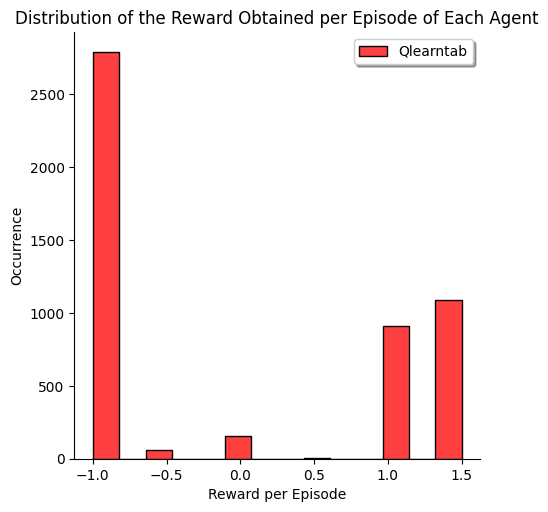 Distribution of the Reward Obtained per Episode of Each Agent
Qlearntab
2500
2000
1500
1000
500
0
Occurrence
−1.0 −0.5 0.0 0.5 1.0 1.5
Reward per Episode